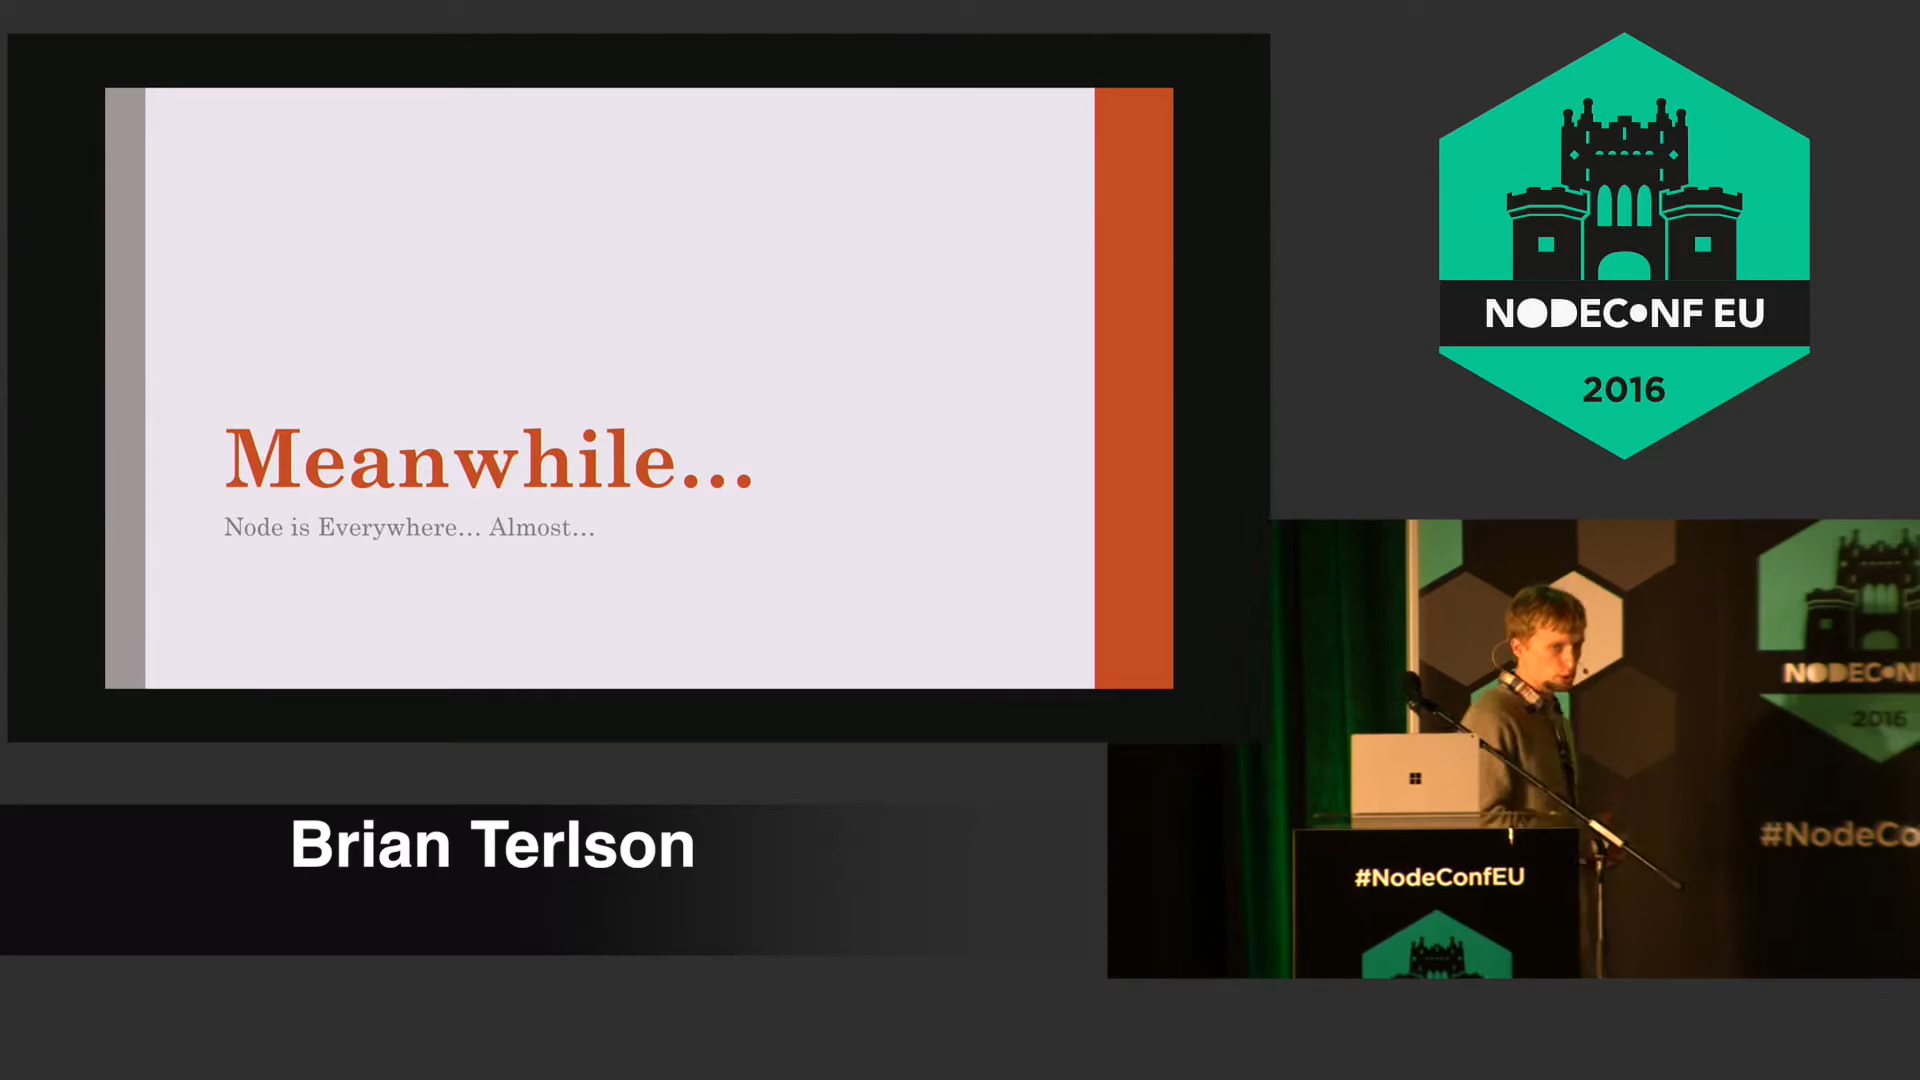 Meanwhile...
Node is Everywhere... Almost...
NODECONF EU
2016
Brian Terlson
NODECON
2016
#NodeCo
#NodeConfEU